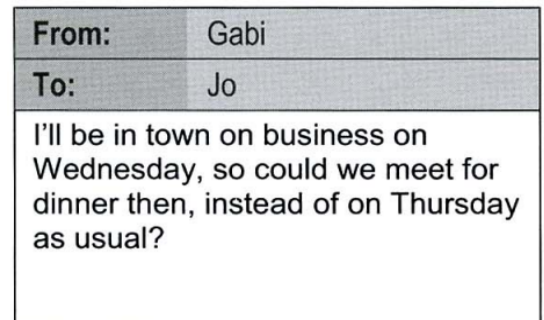 From: Gabi
To: Jo
I'll be in town on business on
Wednesday, so could we meet for
dinner then, instead of on Thursday
as usual?